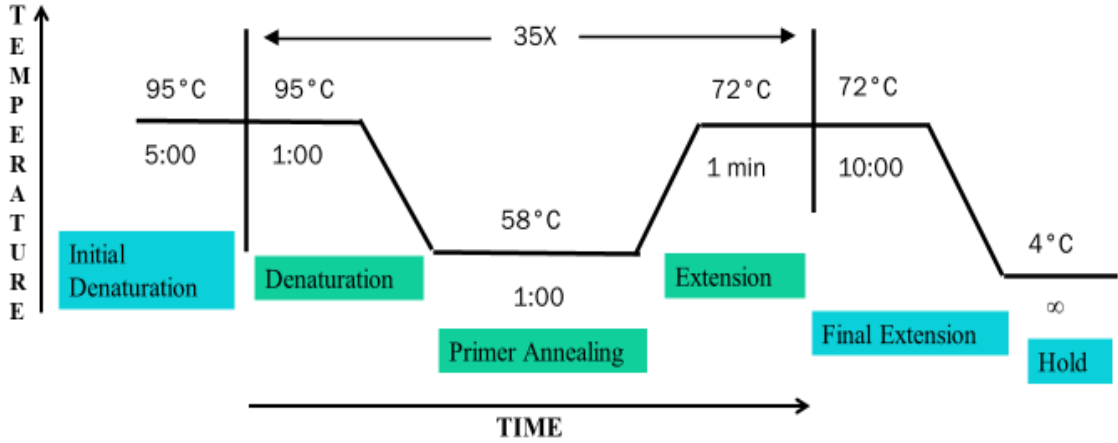 TEMPERATURE
35X
95°C
95°C
72°C
72°C
5:00
1:00
1 min
10:00
58°C
4°C
Initial
Denaturation
Denaturation
Extension
1:00
∞
Primer Annealing
Final Extension
Hold
TIME